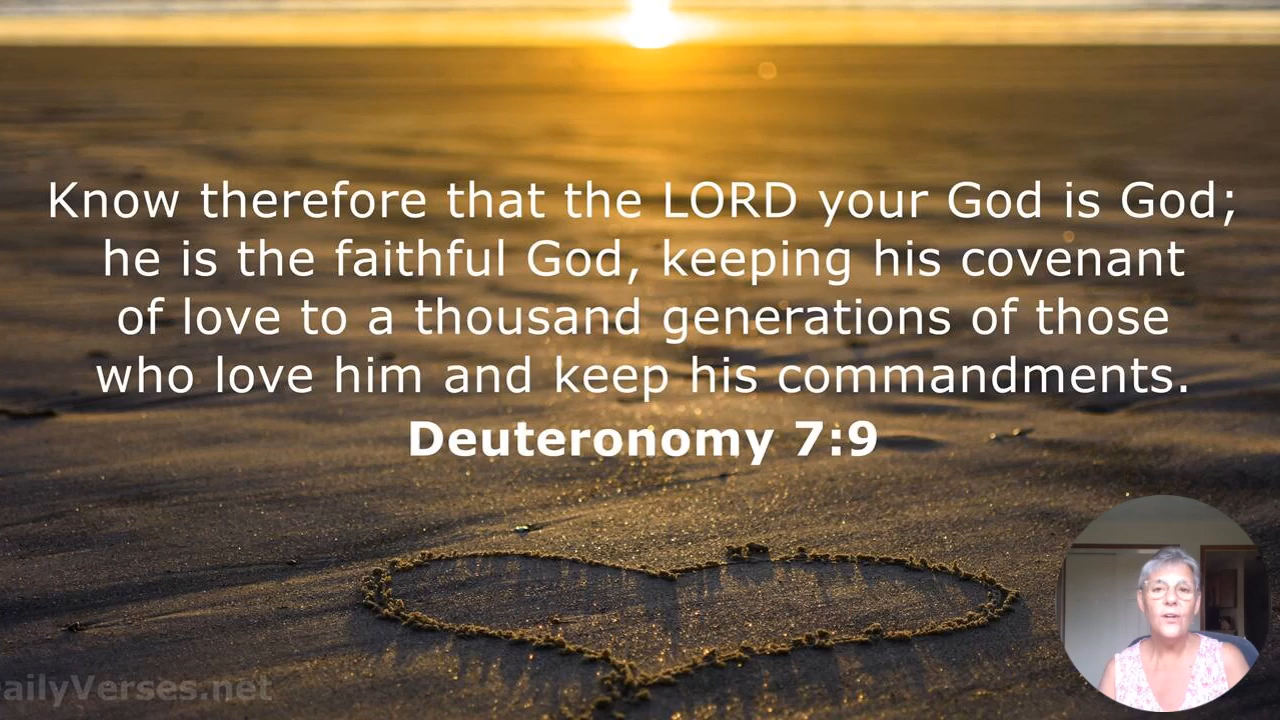 Know therefore that the LORD your God is God;
he is the faithful God, keeping his covenant
of love to a thousand generations of those
who love him and keep his commandments.
Deuteronomy 7:9
ailyVerses.net